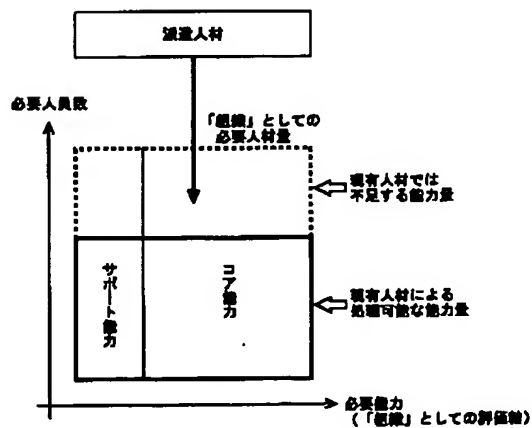 派遣人材
必要人員数
「組織」としての
必要人材量
現有人材では
不足する能力量
サポート能力
コア能力
現有人材による
処理可能な能力量
必要能力
(「組織」としての評価軸)